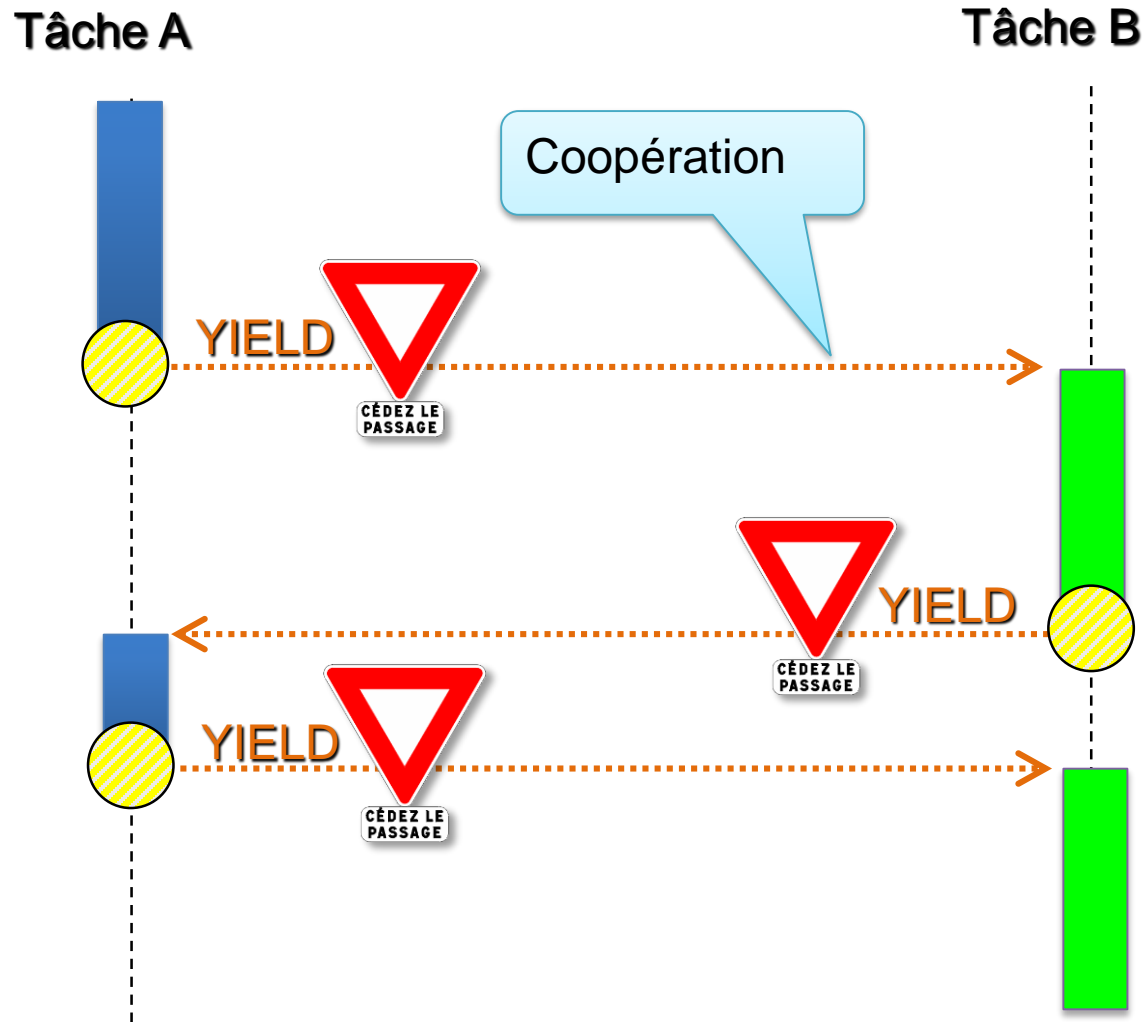 Tâche A
Tâche B
Coopération
YIELD
CÉDEZ LE
PASSAGE
YIELD
CÉDEZ LE
PASSAGE
YIELD
CÉDEZ LE
PASSAGE